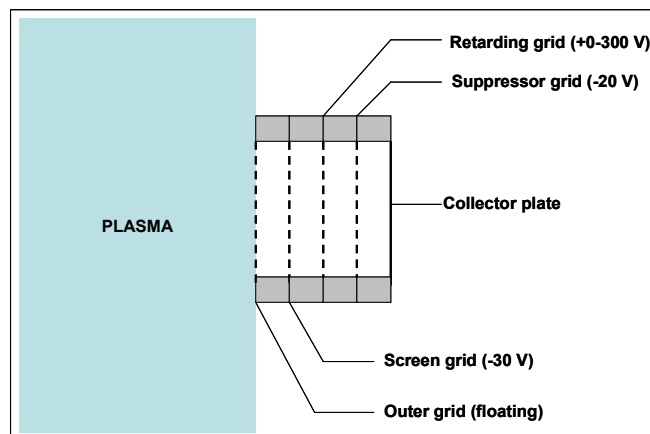 Retarding grid (+0-300 V)
Suppressor grid (-20 V)
PLASMA
Collector plate
Screen grid (-30 V)
Outer grid (floating)